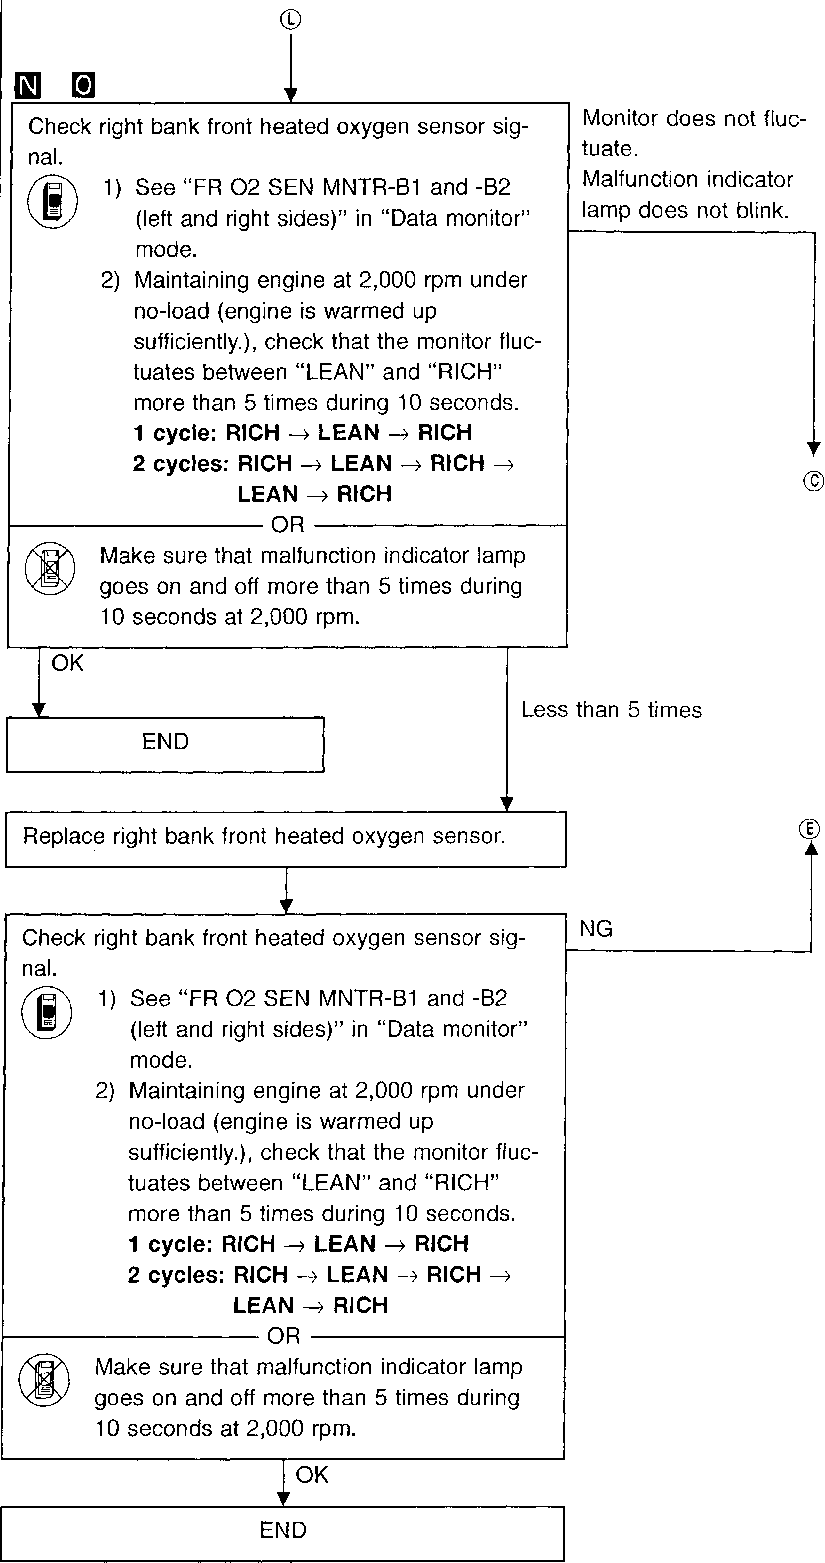 L
N O
Check right bank front heated oxygen sensor sig-
nal.
1) See “FR O2 SEN MNTR-B1 and -B2
(left and right sides)” in “Data monitor”
mode.
2) Maintaining engine at 2,000 rpm under
no-load (engine is warmed up
sufficiently.), check that the monitor fluc-
tuates between “LEAN” and “RICH”
more than 5 times during 10 seconds.
1 cycle: RICH → LEAN → RICH
2 cycles: RICH → LEAN → RICH →
LEAN → RICH
OR
Make sure that malfunction indicator lamp
goes on and off more than 5 times during
10 seconds at 2,000 rpm.
Monitor does not fluc-
tuate.
Malfunction indicator
lamp does not blink.
C
OK
Less than 5 times
END
Replace right bank front heated oxygen sensor.
E
Check right bank front heated oxygen sensor sig-
nal.
1) See “FR O2 SEN MNTR-B1 and -B2
(left and right sides)” in “Data monitor”
mode.
2) Maintaining engine at 2,000 rpm under
no-load (engine is warmed up
sufficiently.), check that the monitor fluc-
tuates between “LEAN” and “RICH”
more than 5 times during 10 seconds.
1 cycle: RICH → LEAN → RICH
2 cycles: RICH → LEAN → RICH →
LEAN → RICH
OR
Make sure that malfunction indicator lamp
goes on and off more than 5 times during
10 seconds at 2,000 rpm.
NG
OK
END